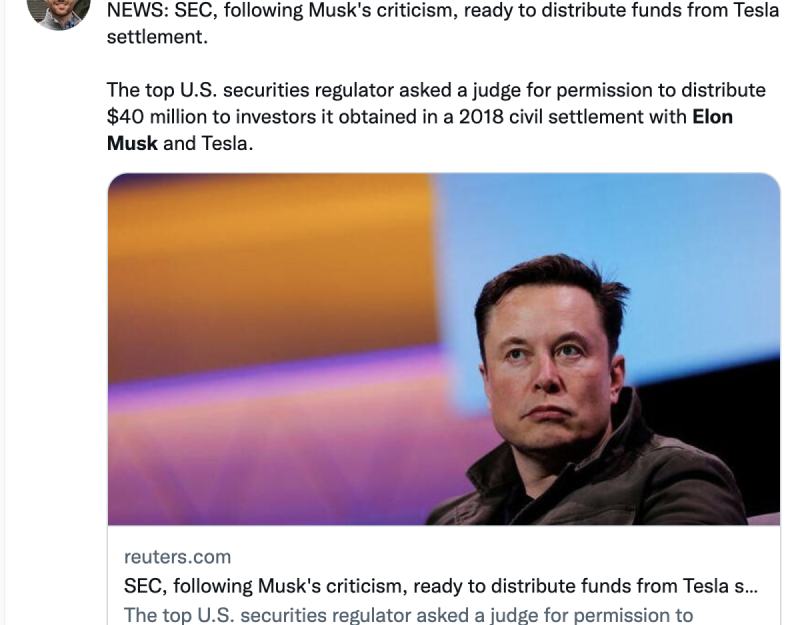 NEWS: SEC, following Musk's criticism, ready to distribute funds from Tesla
settlement.
The top U.S. securities regulator asked a judge for permission to distribute
$40 million to investors it obtained in a 2018 civil settlement with Elon
Musk and Tesla.
reuters.com
SEC, following Musk's criticism, ready to distribute funds from Tesla s...
The top U.S. securities regulator asked a judge for permission to